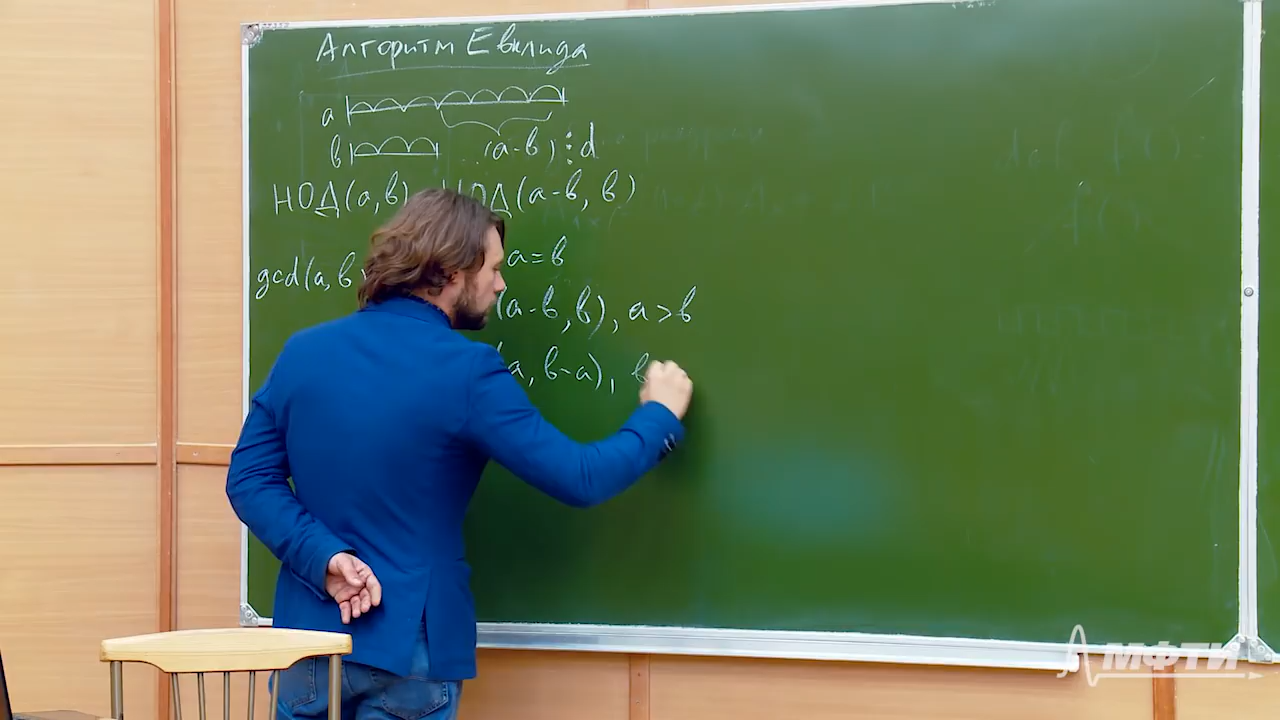 Алгоритм Евклида
a
в (a-в) ⋮ d
НОД(a,в) НОД(a-в, в)
gcd(a,в a=в
(a-в,в), a>в
a, в-a), в
МФТИ